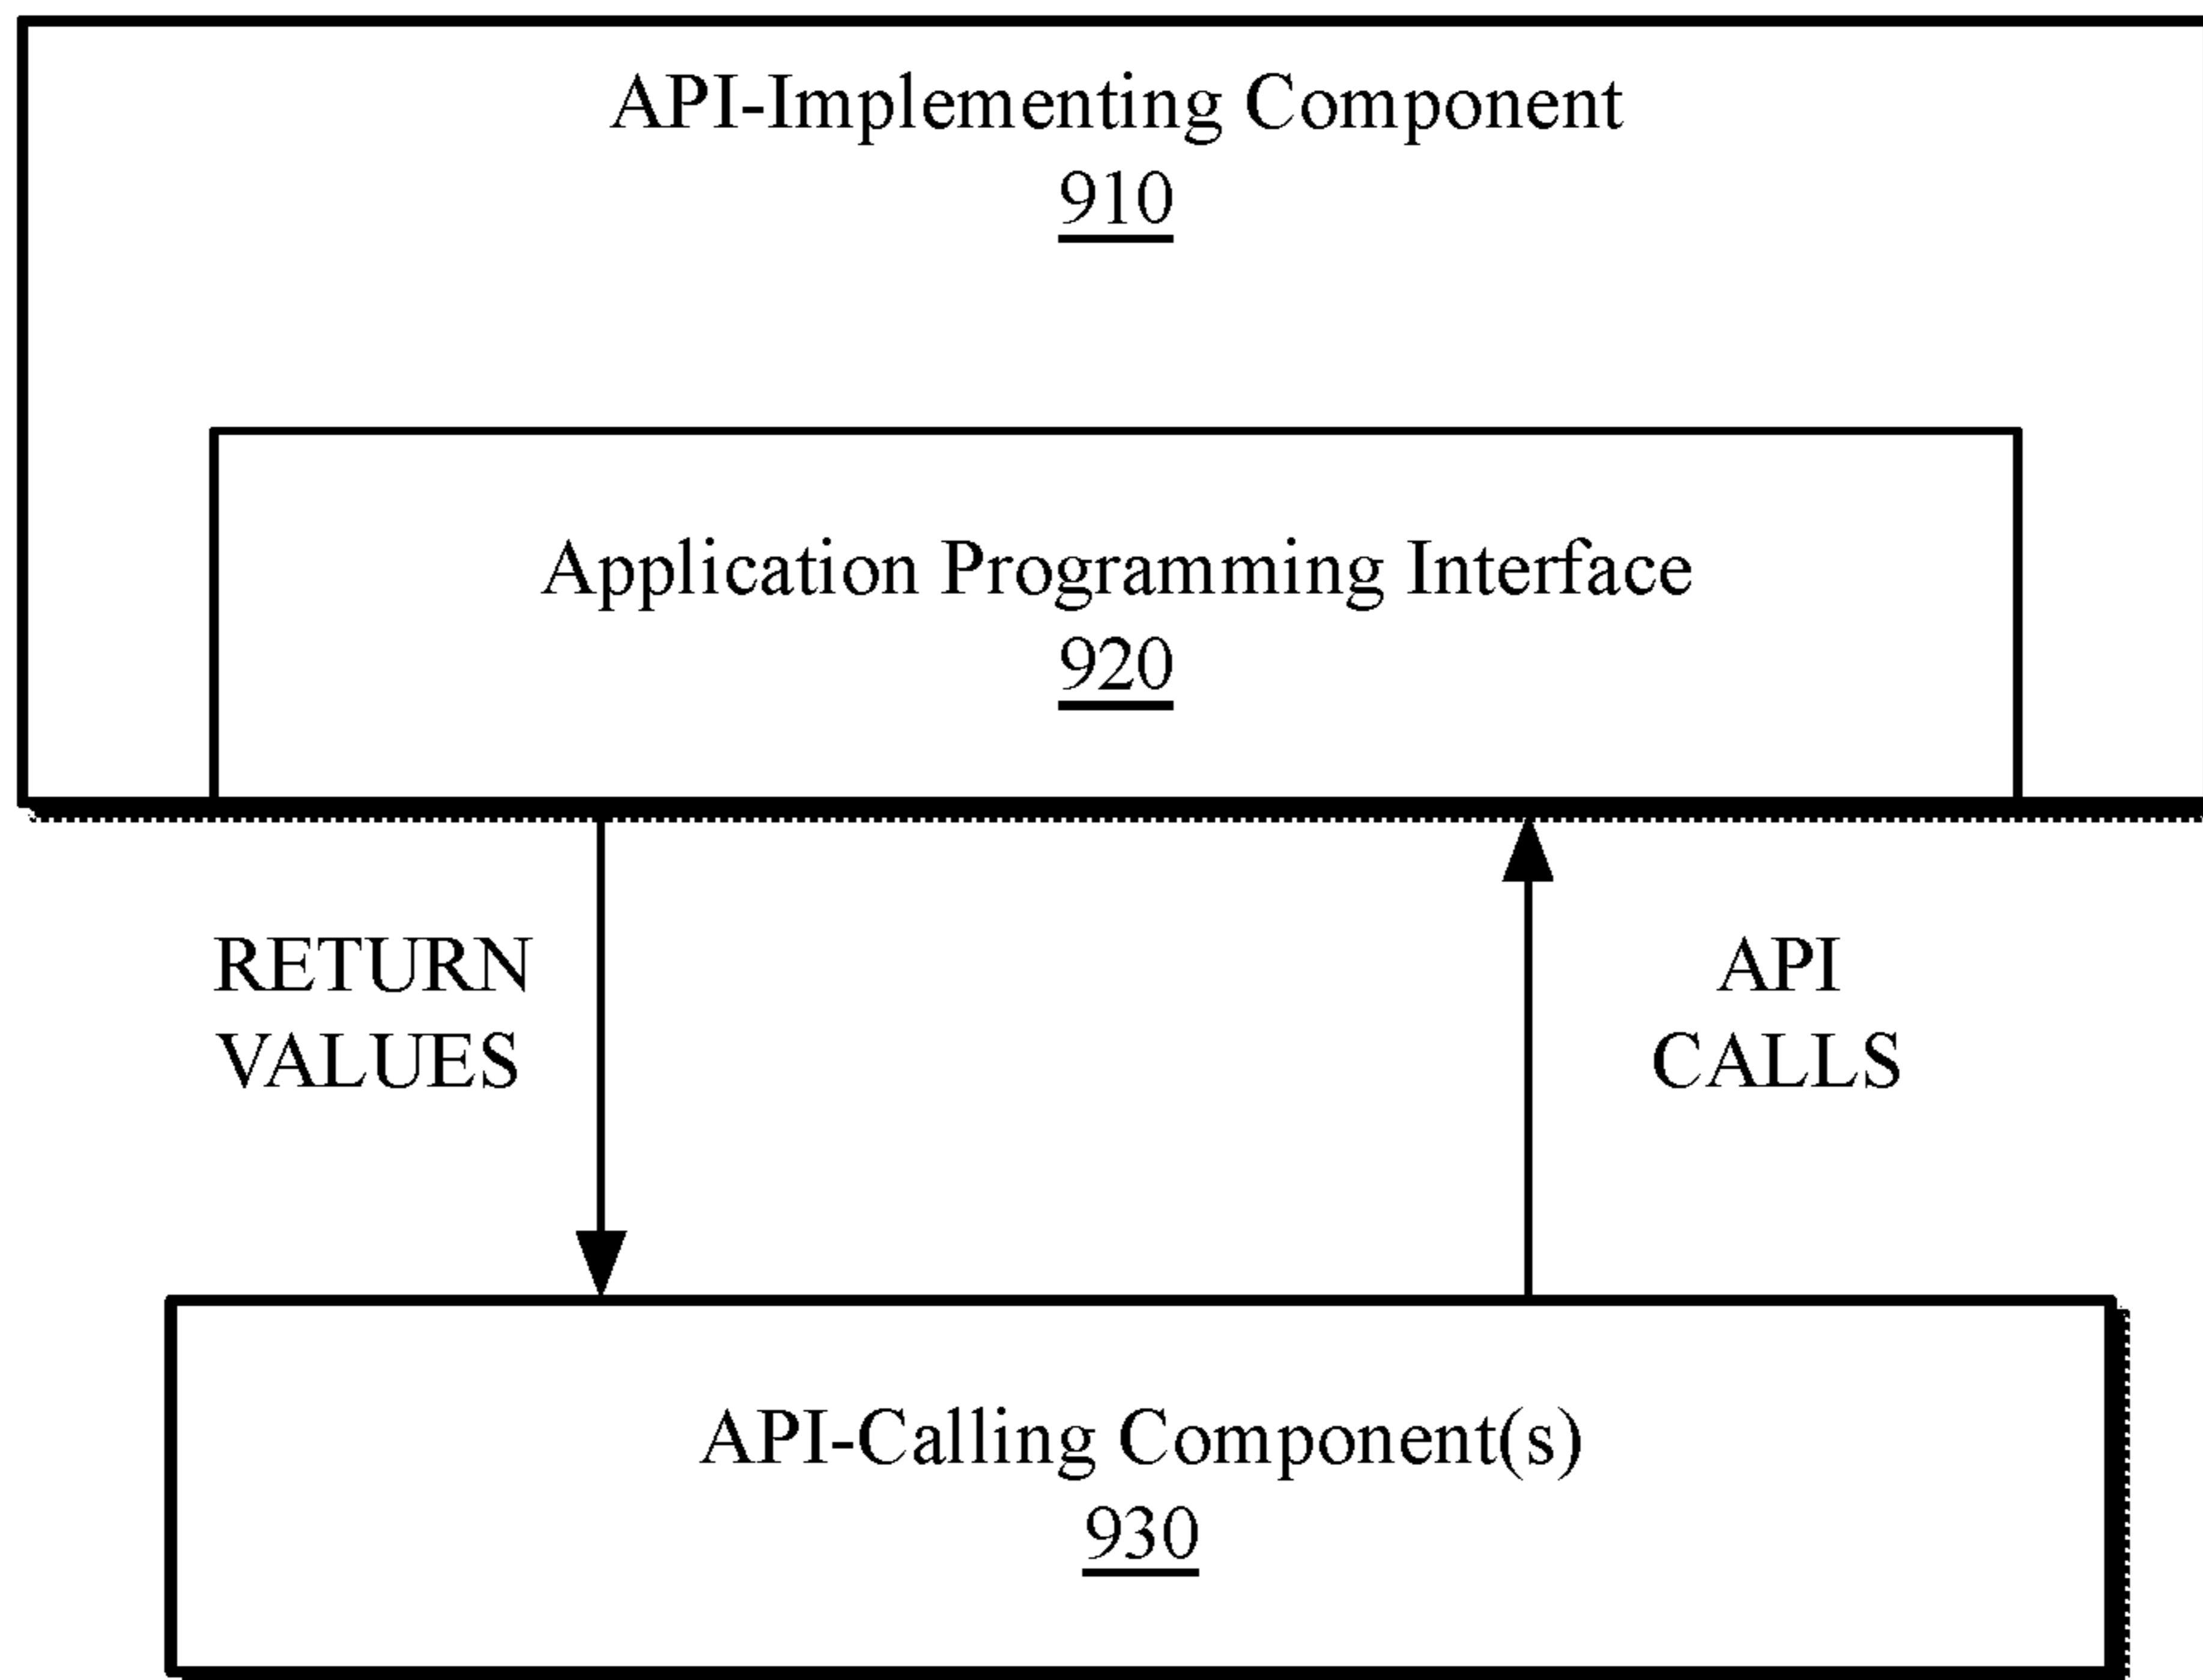 API-Implementing Component
910
Application Programming Interface
920
RETURN
VALUES
API
CALLS
API-Calling Component(s)
930